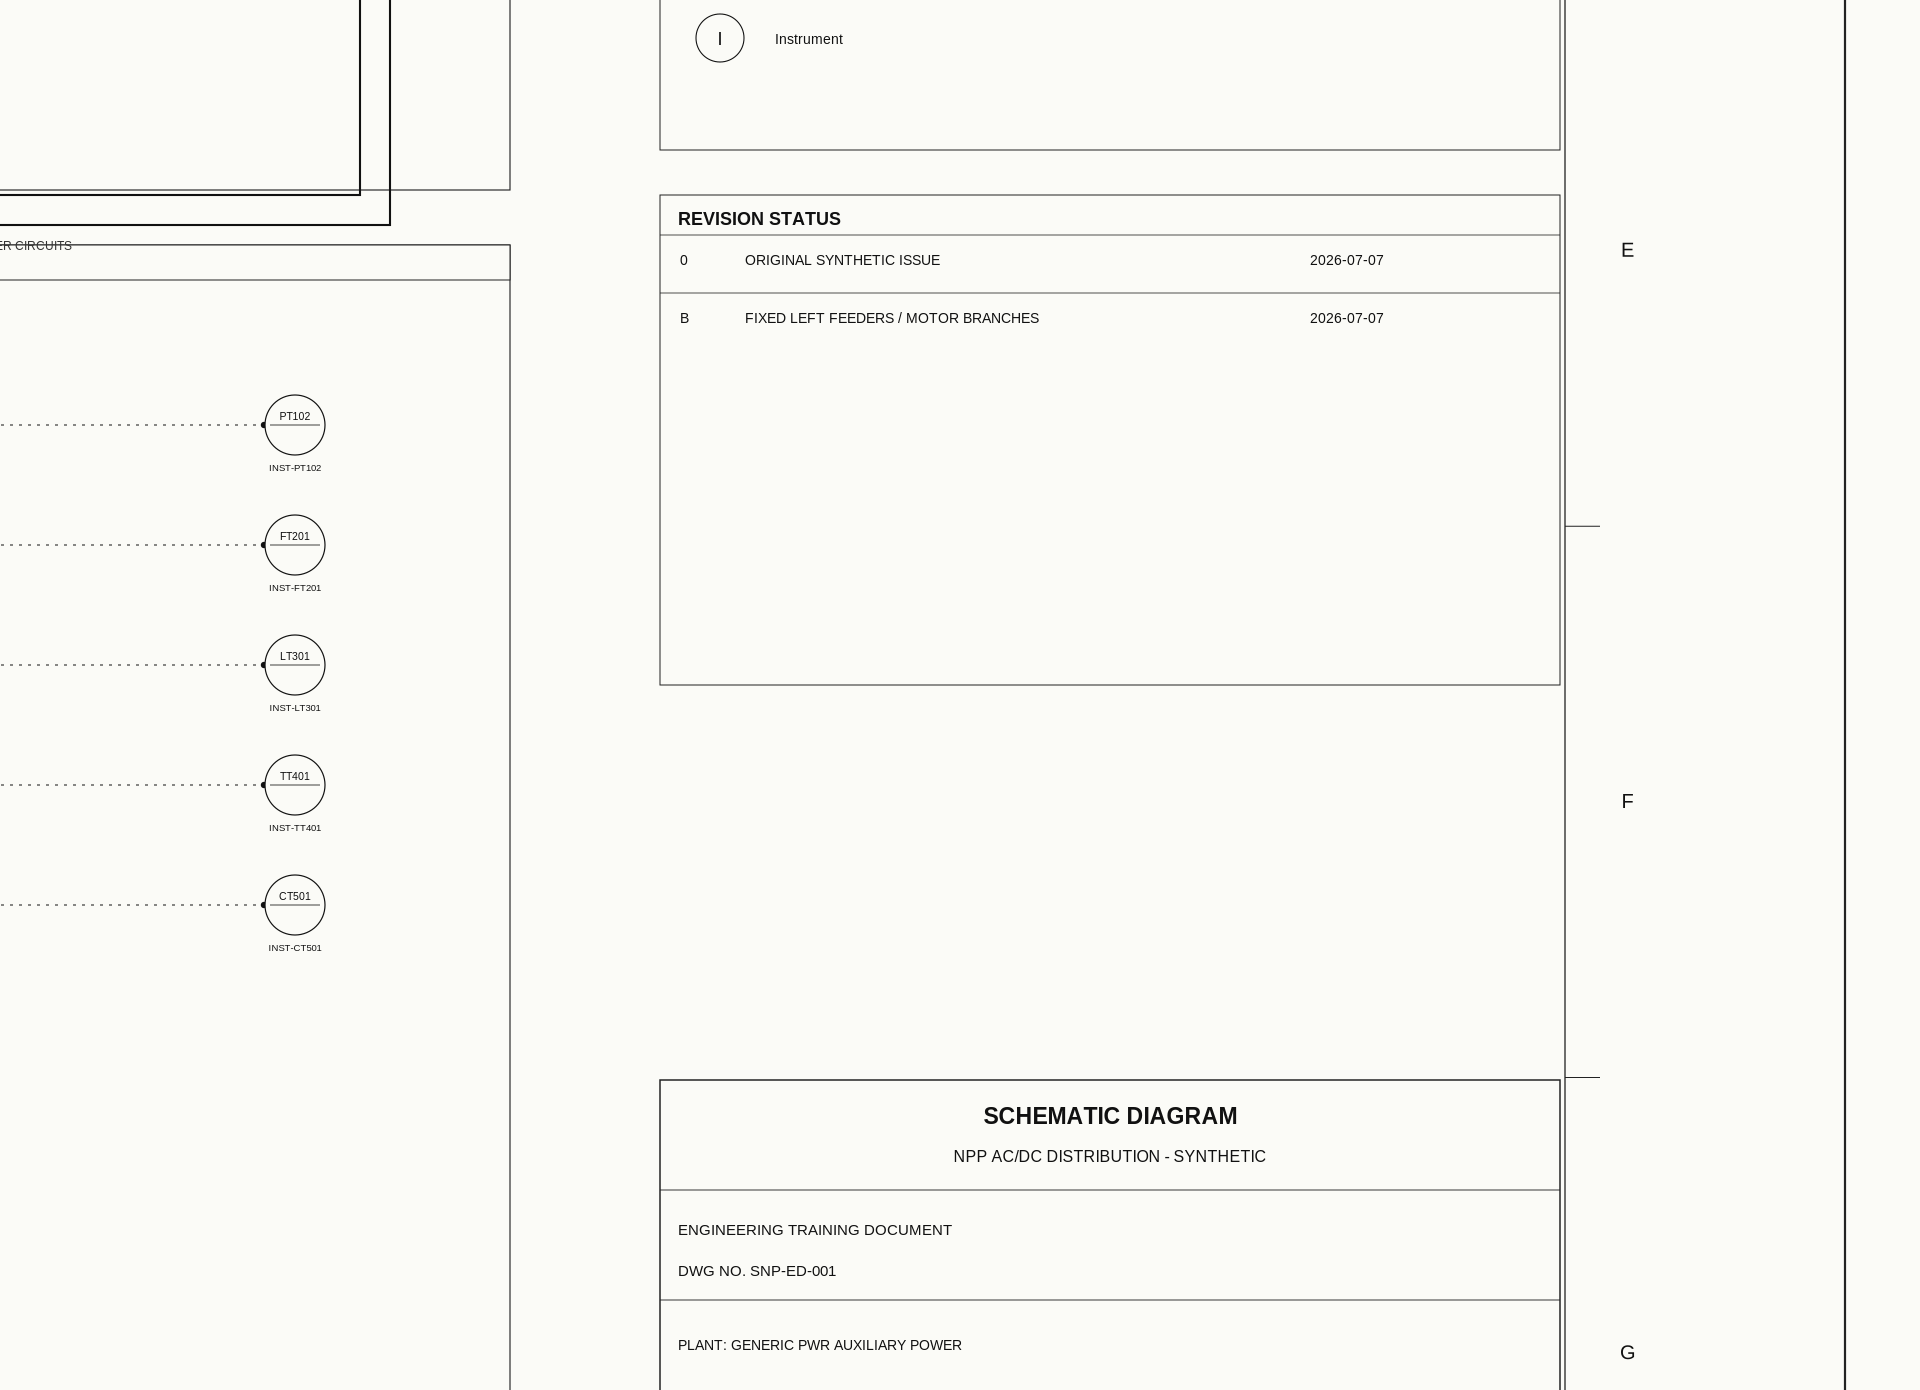 I Instrument
REVISION STATUS
0 ORIGINAL SYNTHETIC ISSUE 2026-07-07
B FIXED LEFT FEEDERS / MOTOR BRANCHES 2026-07-07
CIRCUITS
PT102
INST-PT102
FT201
INST-FT201
LT301
INST-LT301
TT401
INST-TT401
CT501
INST-CT501
SCHEMATIC DIAGRAM
NPP AC/DC DISTRIBUTION - SYNTHETIC
ENGINEERING TRAINING DOCUMENT
DWG NO. SNP-ED-001
PLANT: GENERIC PWR AUXILIARY POWER
E
F
G